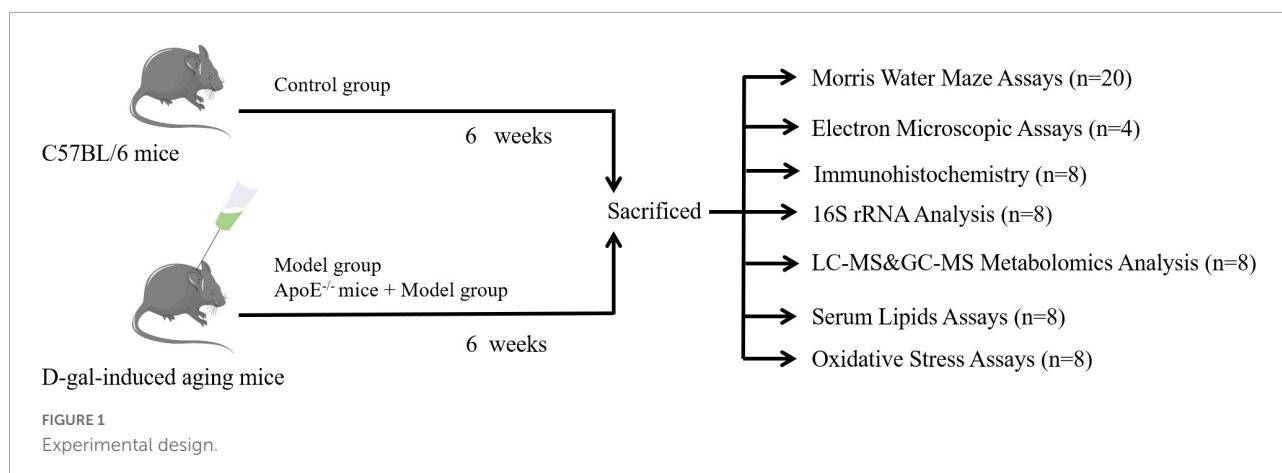 Control group
6 weeks
C57BL/6 mice
Model group
ApoE-/- mice + Model group
6 weeks
D-gal-induced aging mice
Sacrificed
Morris Water Maze Assays (n=20)
Electron Microscopic Assays (n=4)
Immunohistochemistry (n=8)
16S rRNA Analysis (n=8)
LC-MS&GC-MS Metabolomics Analysis (n=8)
Serum Lipids Assays (n=8)
Oxidative Stress Assays (n=8)
FIGURE 1
Experimental design.